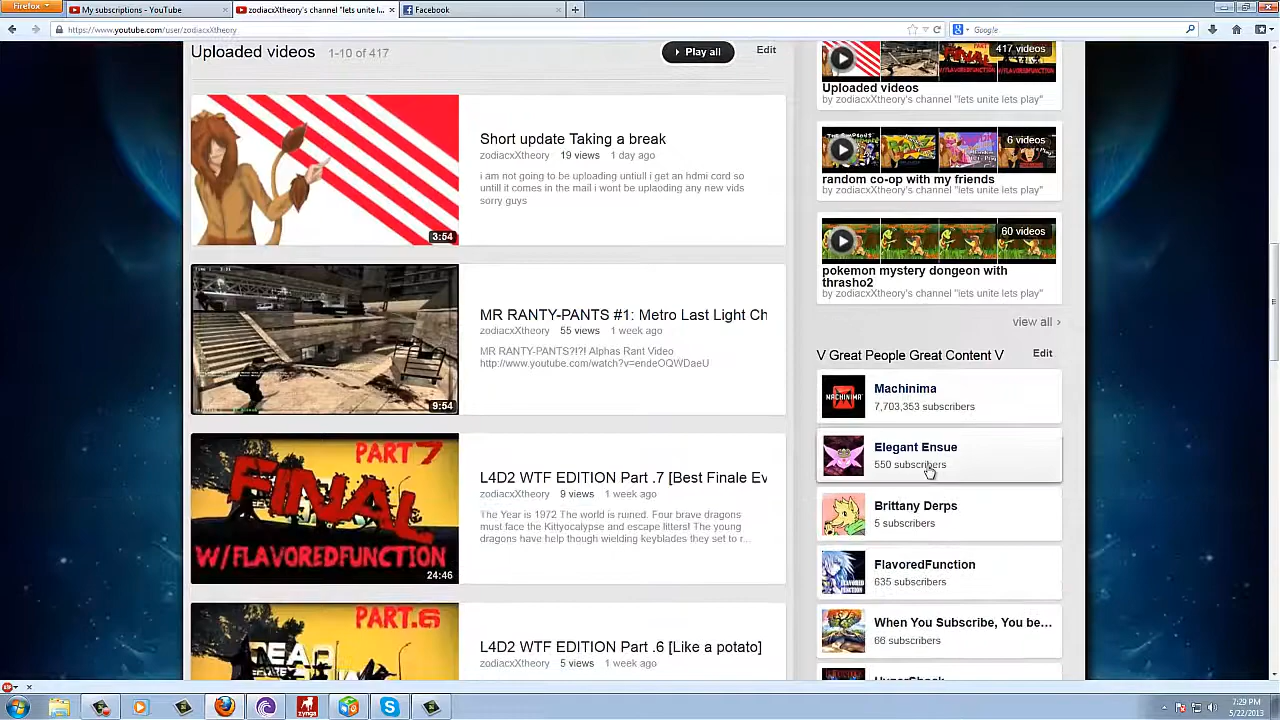 Firefox
My subscriptions - YouTube
zodiacxXtheory's channel "lets unite l...
Facebook
https://www.youtube.com/user/zodiacxXtheory
Google
Uploaded videos 1-10 of 417
Play all
Edit
Short update Taking a break
zodiacxXtheory 19 views 1 day ago
i am not going to be uploading untiull i get an hdmi cord so
untill it comes in the mail i wont be uplaoding any new vids
sorry guys
3:54
MR RANTY-PANTS #1: Metro Last Light Ch
zodiacxXtheory 55 views 1 week ago
MR RANTY-PANTS?!?! Alphas Rant Video
http://www.youtube.com/watch?v=endeOQWDaeU
9:54
PART 7
FINAL
W/FLAVOREDFUNCTION
24:46
L4D2 WTF EDITION Part .7 [Best Finale Ev
zodiacxXtheory 9 views 1 week ago
The Year is 1972 The world is ruined. Four brave dragons
must face the Kittyocalypse and escape litters! The young
dragons have help though wielding keyblades they set to r...
PART.6
L4D2 WTF EDITION Part .6 [Like a potato]
zodiacxXtheory 5 views 1 week ago
417 videos
Uploaded videos
by zodiacxXtheory's channel "lets unite lets play"
6 videos
random co-op with my friends
by zodiacxXtheory's channel "lets unite lets play"
60 videos
pokemon mystery dongeon with
thrasho2
by zodiacxXtheory's channel "lets unite lets play"
view all ›
V Great People Great Content V
Edit
MACHINIMA
Machinima
7,703,353 subscribers
Elegant Ensue
550 subscribers
Brittany Derps
5 subscribers
FLAVORED
FUNCTION
FlavoredFunction
635 subscribers
When You Subscribe, You be...
66 subscribers
zynga
7:29 PM
5/22/2013